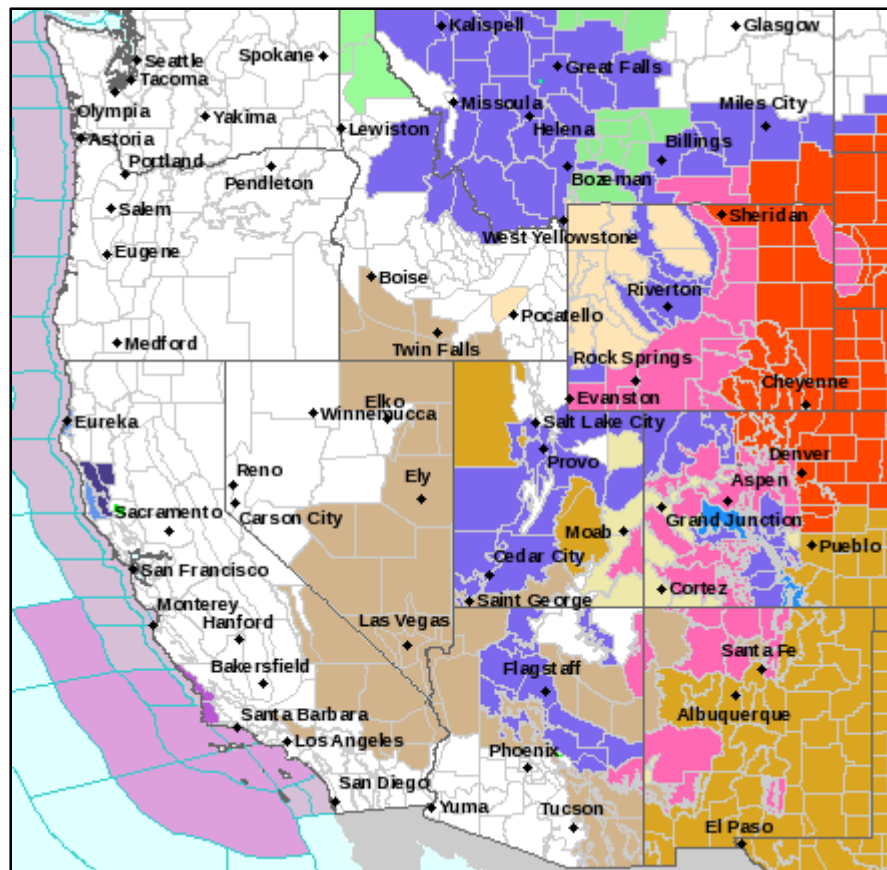 Kalispell
Glasgow
Seattle
Spokane
Great Falls
Tacoma
Olympia
Missoula
Miles City
Yakima
Helena
Astoria
Lewiston
Billings
Portland
Pendleton
Bozeman
Salem
Sheridan
West Yellowstone
Eugene
Boise
Riverton
Pocatello
Medford
Twin Falls
Rock Springs
Elko
Evanston
Cheyenne
Winnemucca
Eureka
Salt Lake City
Provo
Denver
Reno
Ely
Aspen
Sacramento
Carson City
Grand Junction
Moab
Pueblo
San Francisco
Cedar City
Cortez
Saint George
Monterey
Hanford
Las Vegas
Bakersfield
Flagstaff
Santa Fe
Albuquerque
Santa Barbara
Los Angeles
Phoenix
San Diego
Yuma
Tucson
El Paso